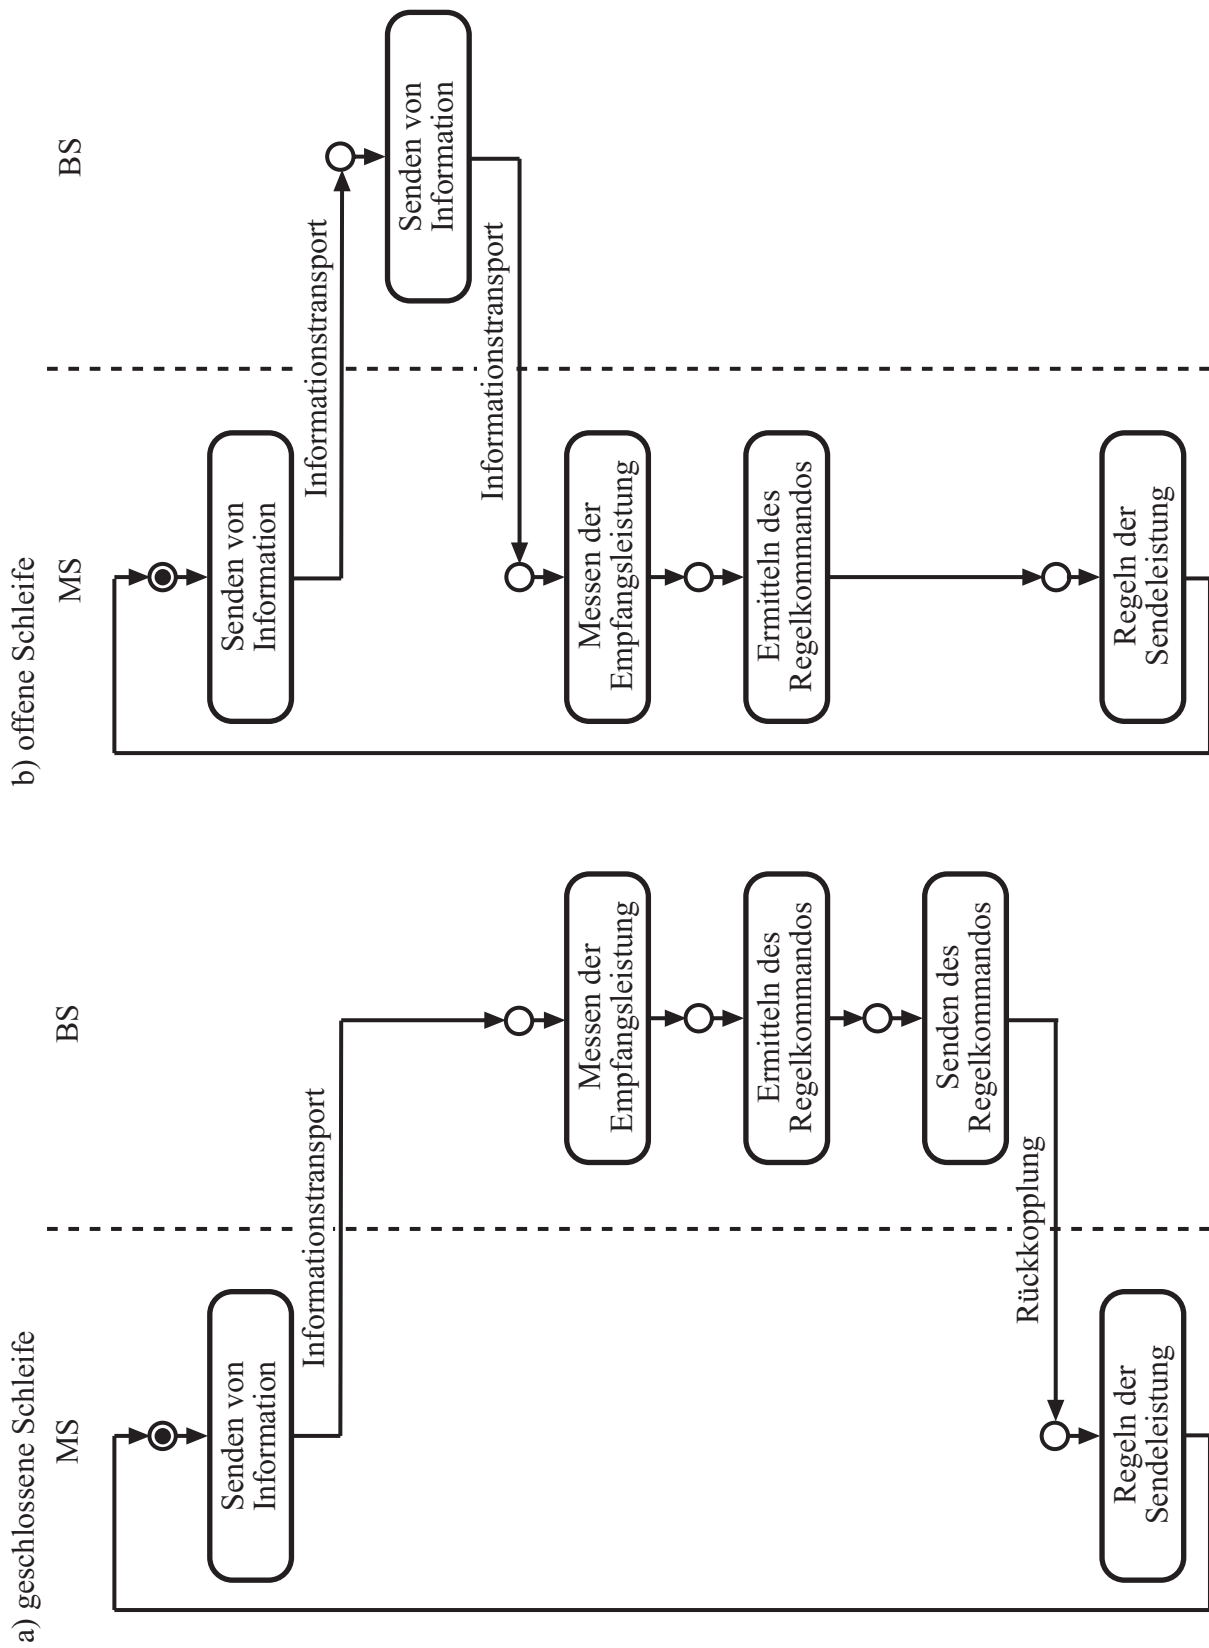 a) geschlossene Schleife
MS
BS
Senden von
Information
Informationstransport
Messen der
Empfangsleistung
Ermitteln des
Regelkommandos
Senden des
Regelkommandos
Rückkopplung
Regeln der
Sendeleistung
b) offene Schleife
MS
BS
Senden von
Information
Informationstransport
Senden von
Information
Informationstransport
Messen der
Empfangsleistung
Ermitteln des
Regelkommandos
Regeln der
Sendeleistung